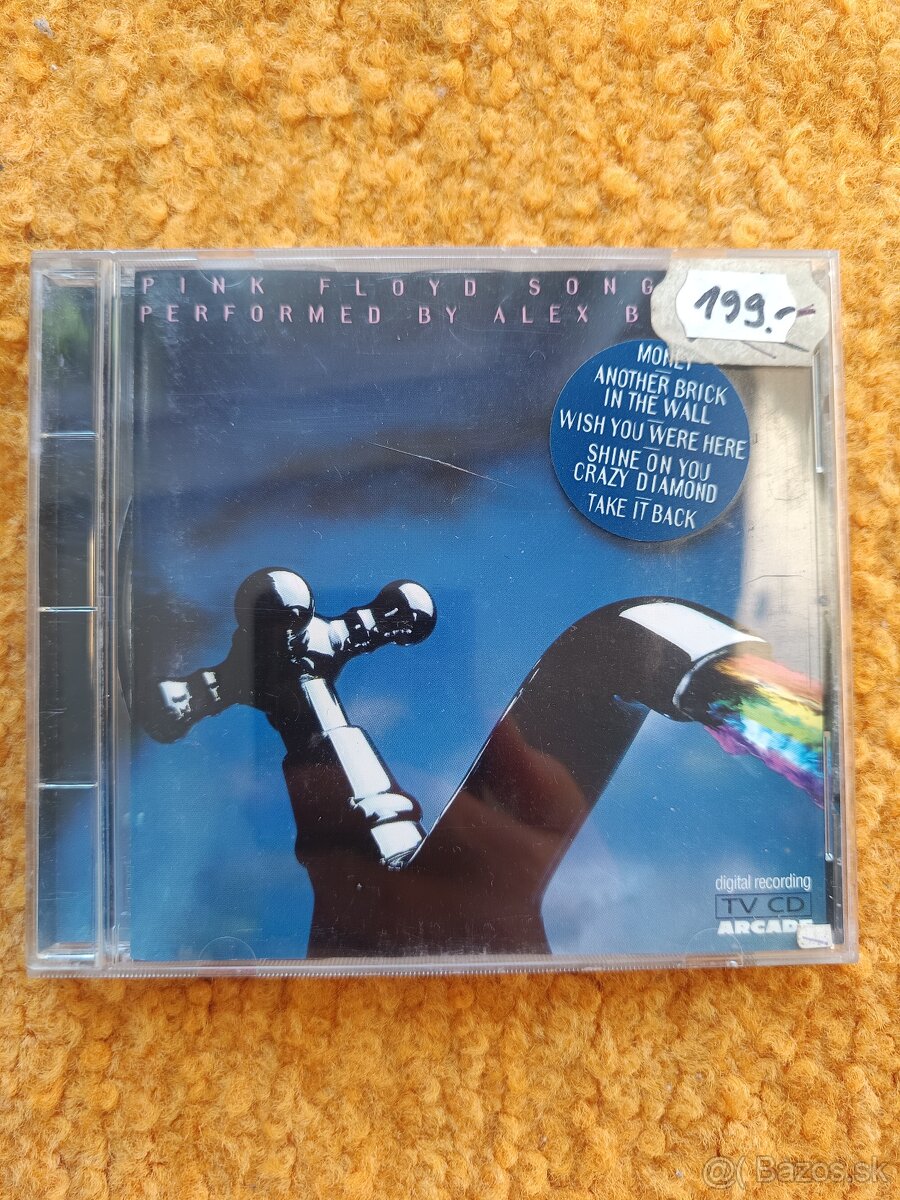 PINK FLOYD SONG
PERFORMED BY ALEX B
199.-
MONEY
ANOTHER BRICK
IN THE WALL
WISH YOU WERE HERE
SHINE ON YOU
CRAZY DIAMOND
TAKE IT BACK
digital recording
TV CD
ARCADE
@( Bazos.sk